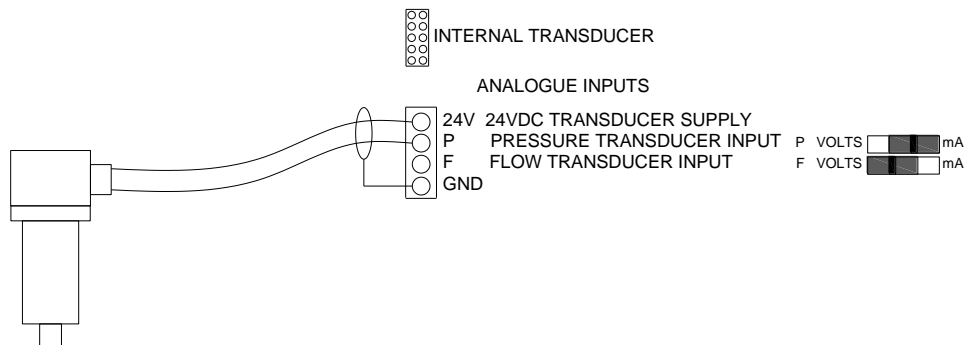 INTERNAL TRANSDUCER
ANALOGUE INPUTS
24V 24VDC TRANSDUCER SUPPLY
P PRESSURE TRANSDUCER INPUT P VOLTS mA
F FLOW TRANSDUCER INPUT F VOLTS mA
GND